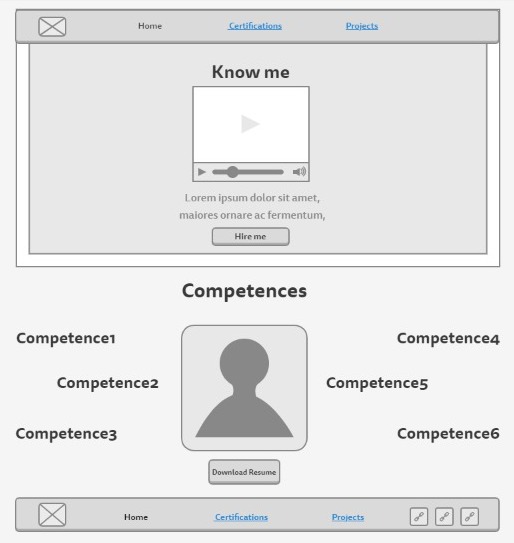 Home Certifications Projects
Know me
Lorem ipsum dolor sit amet,
maiores ornare ac fermentum,
Hire me
Competences
Competence1 Competence4
Competence2 Competence5
Competence3 Competence6
Download Resume
Home Certifications Projects